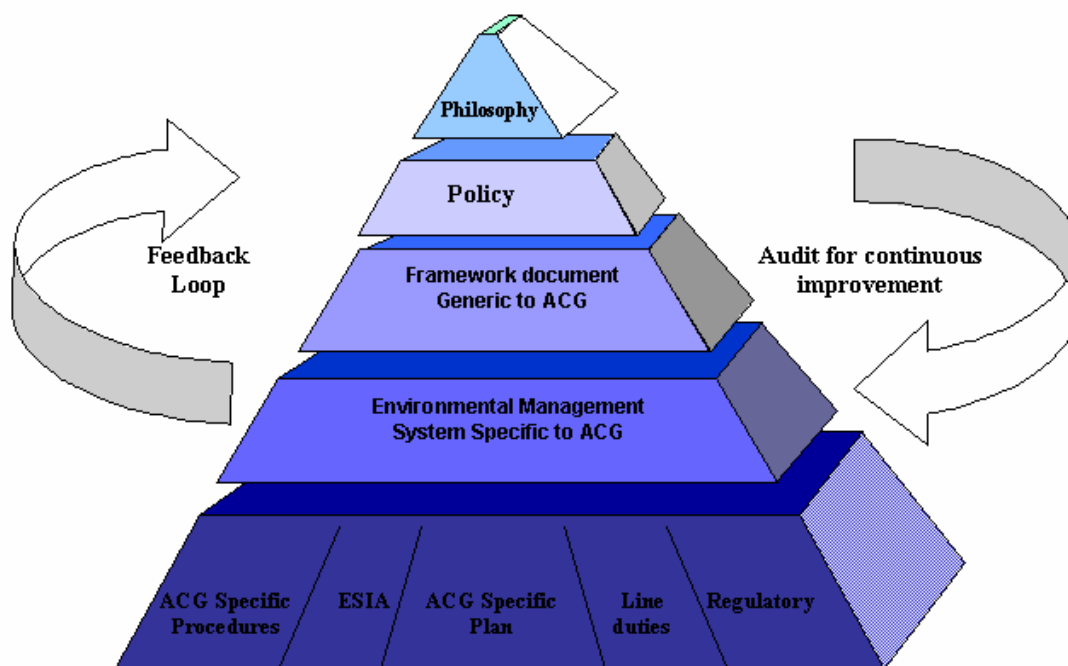 Philosophy
Policy
Feedback
Loop
Framework document
Generic to ACG
Audit for continuous
improvement
Environmental Management
System Specific to ACG
ACG Specific
Procedures
ESIA
ACG Specific
Plan
Line
duties
Regulatory